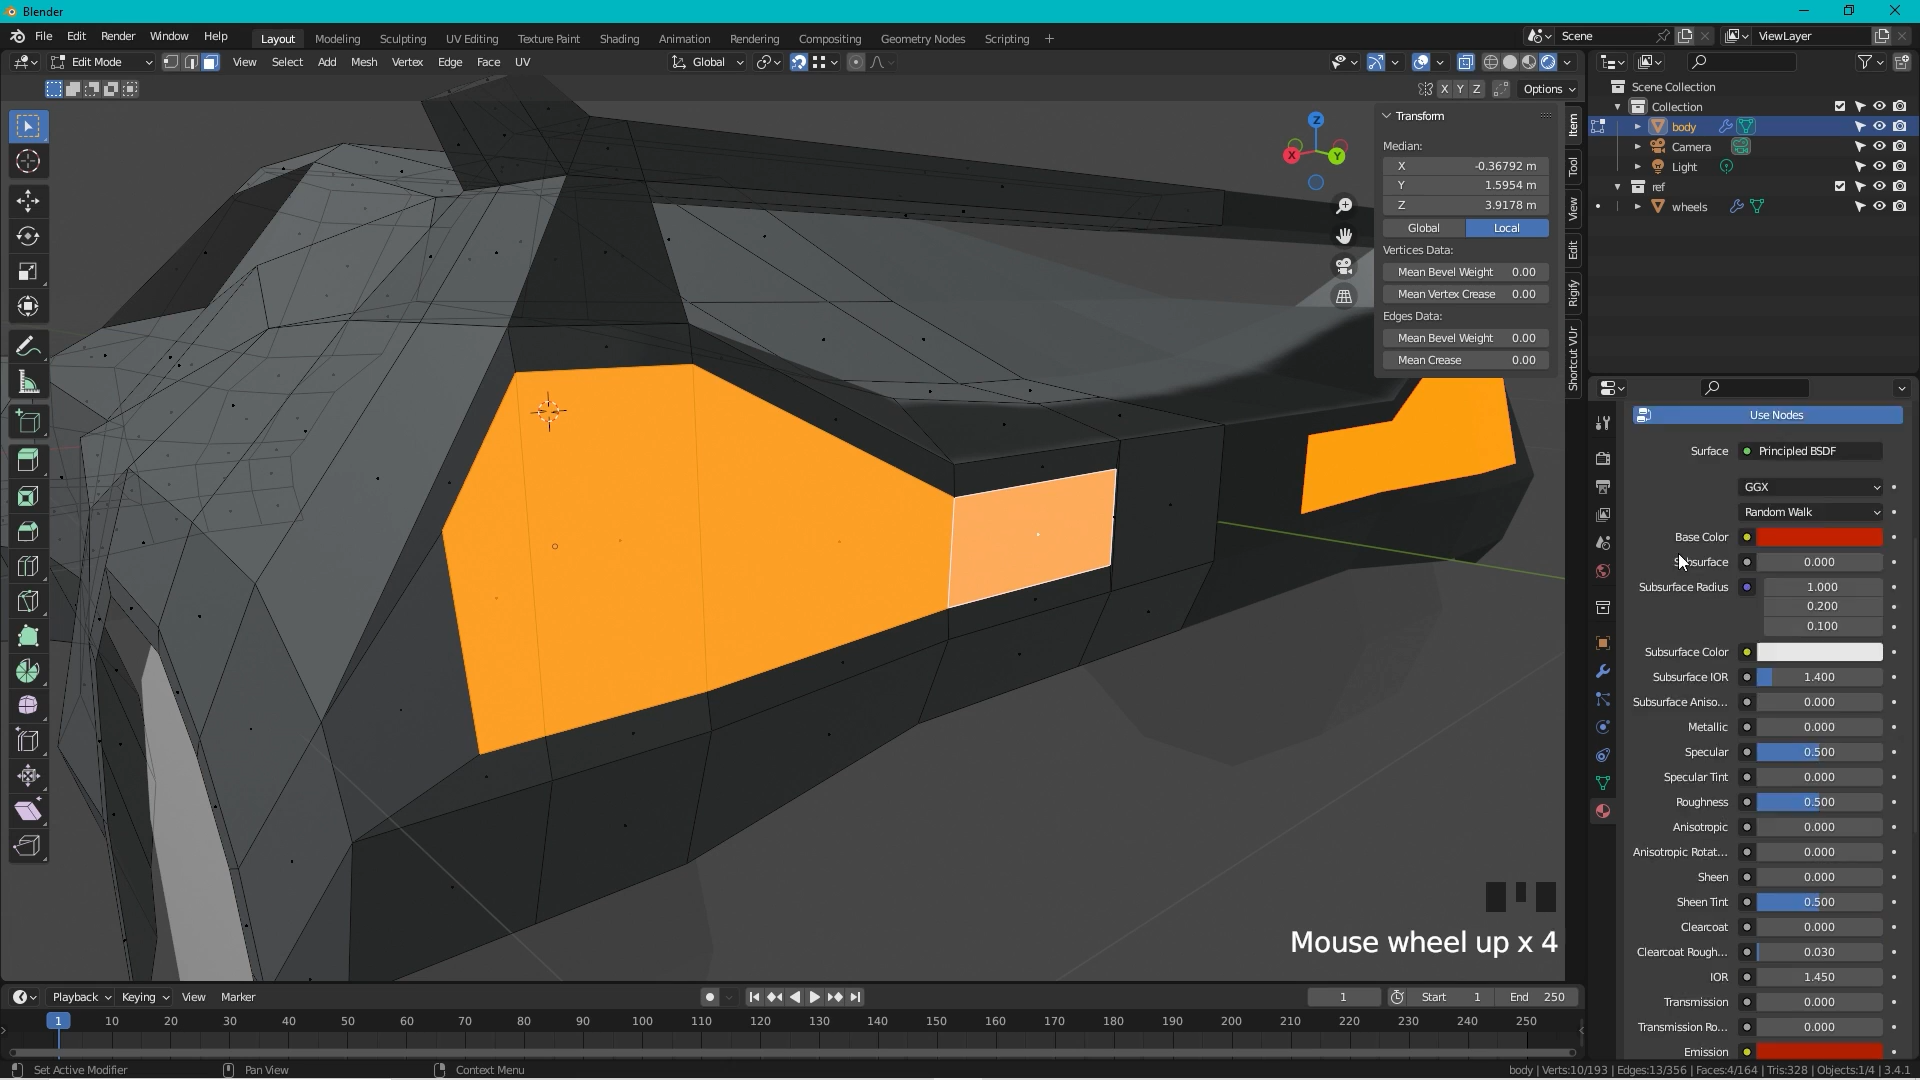 Blender
File Edit Render Window Help
Layout Modeling Sculpting UV Editing Texture Paint Shading Animation Rendering Compositing Geometry Nodes Scripting +
Scene
ViewLayer
Edit Mode
View Select Add Mesh Vertex Edge Face UV
Global
X Y Z
Options
Transform
Median:
X -0.36792 m
Y 1.5954 m
Z 3.9178 m
Global Local
Vertices Data:
Mean Bevel Weight 0.00
Mean Vertex Crease 0.00
Edges Data:
Mean Bevel Weight 0.00
Mean Crease 0.00
Z
X
Y
Item
Tool
View
Edit
Rigify
Shortcut VUr
Scene Collection
Collection
body
Camera
Light
ref
wheels
Use Nodes
Surface Principled BSDF
GGX
Random Walk
Base Color
Subsurface 0.000
Subsurface Radius 1.000
0.200
0.100
Subsurface Color
Subsurface IOR 1.400
Subsurface Aniso... 0.000
Metallic 0.000
Specular 0.500
Specular Tint 0.000
Roughness 0.500
Anisotropic 0.000
Anisotropic Rotat... 0.000
Sheen 0.000
Sheen Tint 0.500
Clearcoat 0.000
Clearcoat Rough... 0.030
IOR 1.450
Transmission 0.000
Transmission Ro... 0.000
Emission
Mouse wheel up x 4
Playback Keying View Marker
1 Start 1 End 250
1 10 20 30 40 50 60 70 80 90 100 110 120 130 140 150 160 170 180 190 200 210 220 230 240 250
Set Active Modifier Pan View Context Menu
body | Verts:10/193 | Edges:13/356 | Faces:4/164 | Tris:328 | Objects:1/4 | 3.4.1